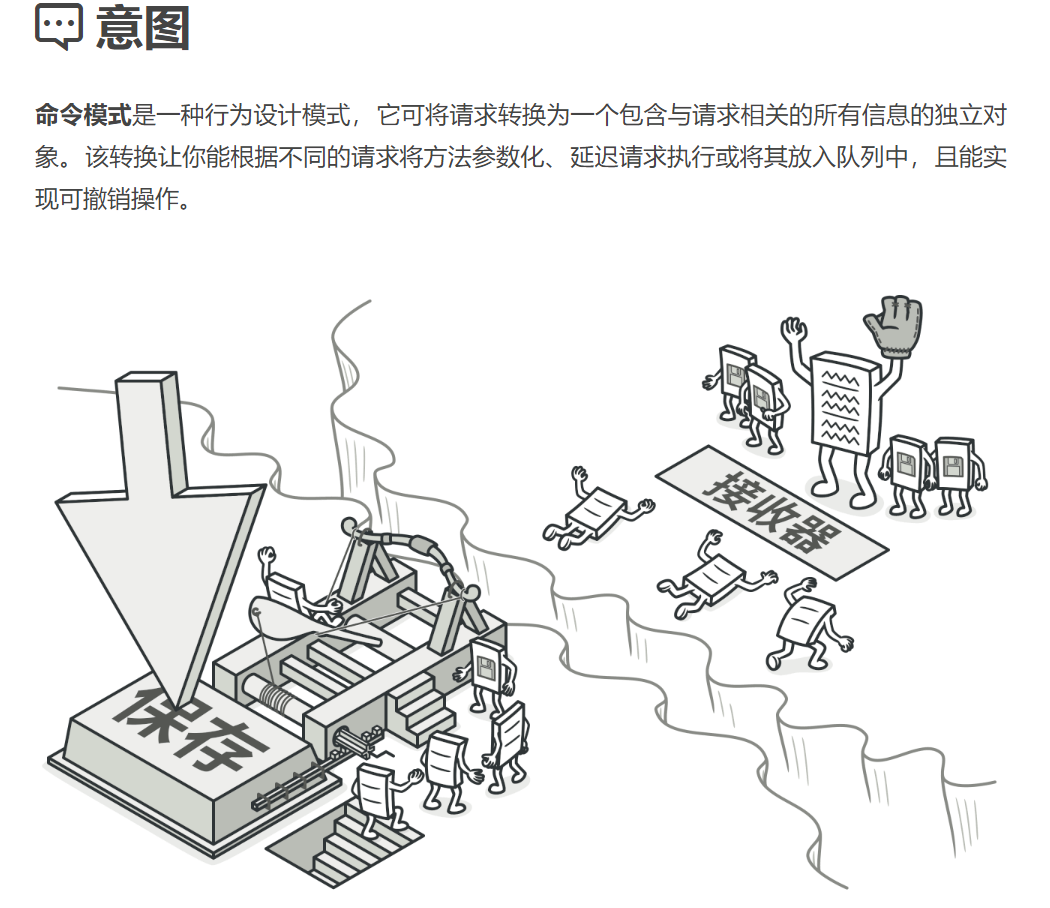 意图
命令模式是一种行为设计模式，它可将请求转换为一个包含与请求相关的所有信息的独立对
象。该转换让你能根据不同的请求将方法参数化、延迟请求执行或将其放入队列中，且能实
现可撤销操作。
接收器
保存